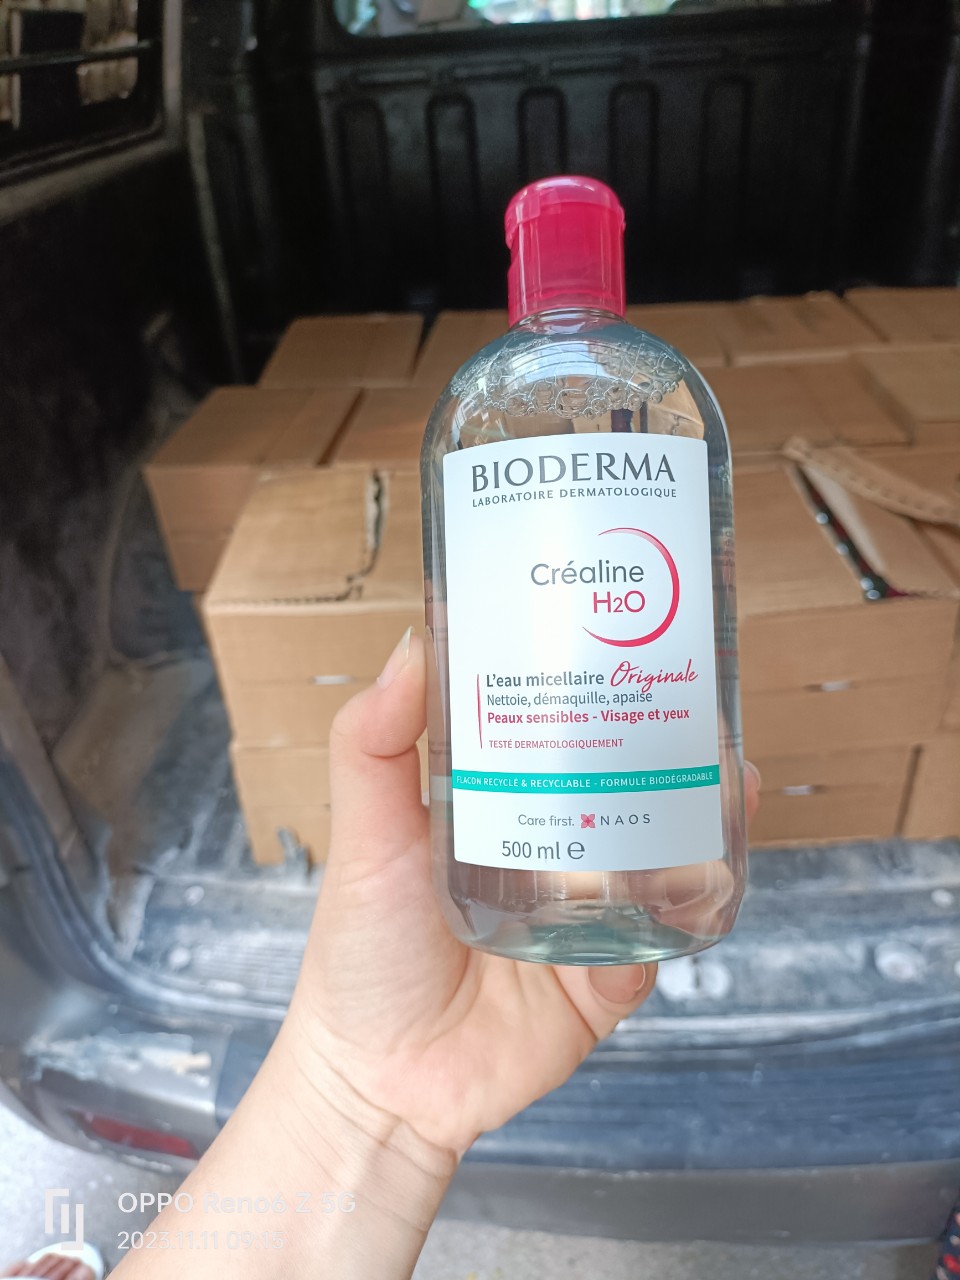 BIODERMA
LABORATOIRE DERMATOLOGIQUE
Créaline
H2O
L'eau micellaire Originale
Nettoie, démaquille, apaise
Peaux sensibles - Visage et yeux
TESTÉ DERMATOLOGIQUEMENT
FLACON RECYCLÉ & RECYCLABLE - FORMULE BIODÉGRADABLE
Care first. NAOS
500 ml ℮
OPPO Reno6 Z 5G
2023.11.11 09:13